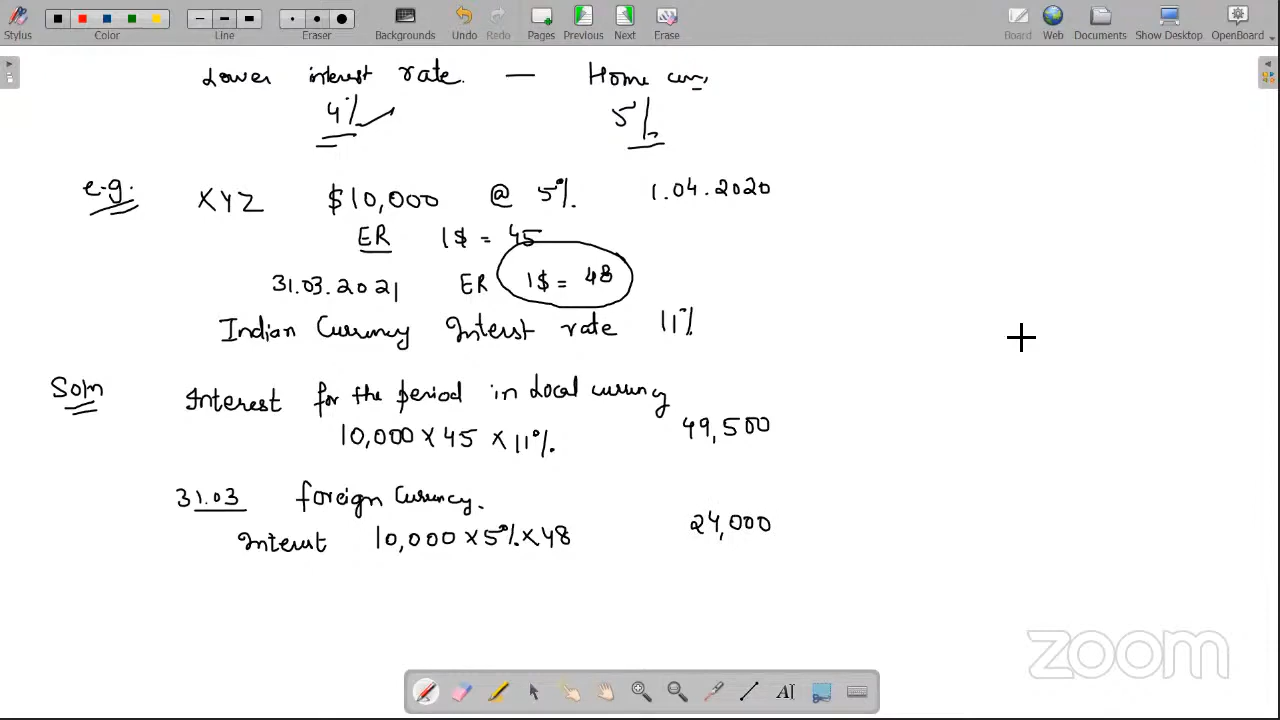 Stylus Color Line Eraser Backgrounds Undo Redo Pages Previous Next Erase Board Web Documents Show Desktop OpenBoard
Lower interest rate. — Home curr,
4% 5%
e.g. XYZ $10,000 @ 5%. 1.04.2020
ER 1$ = 45
31.03.2021 ER 1$ = 48
Indian Currency Interst rate 11%
Soln Interest for the period in Local currency
10,000 × 45 × 11%. 49,500
31.03 foreign Currency.
Interest 10,000 × 5% × 48 24,000
zoom